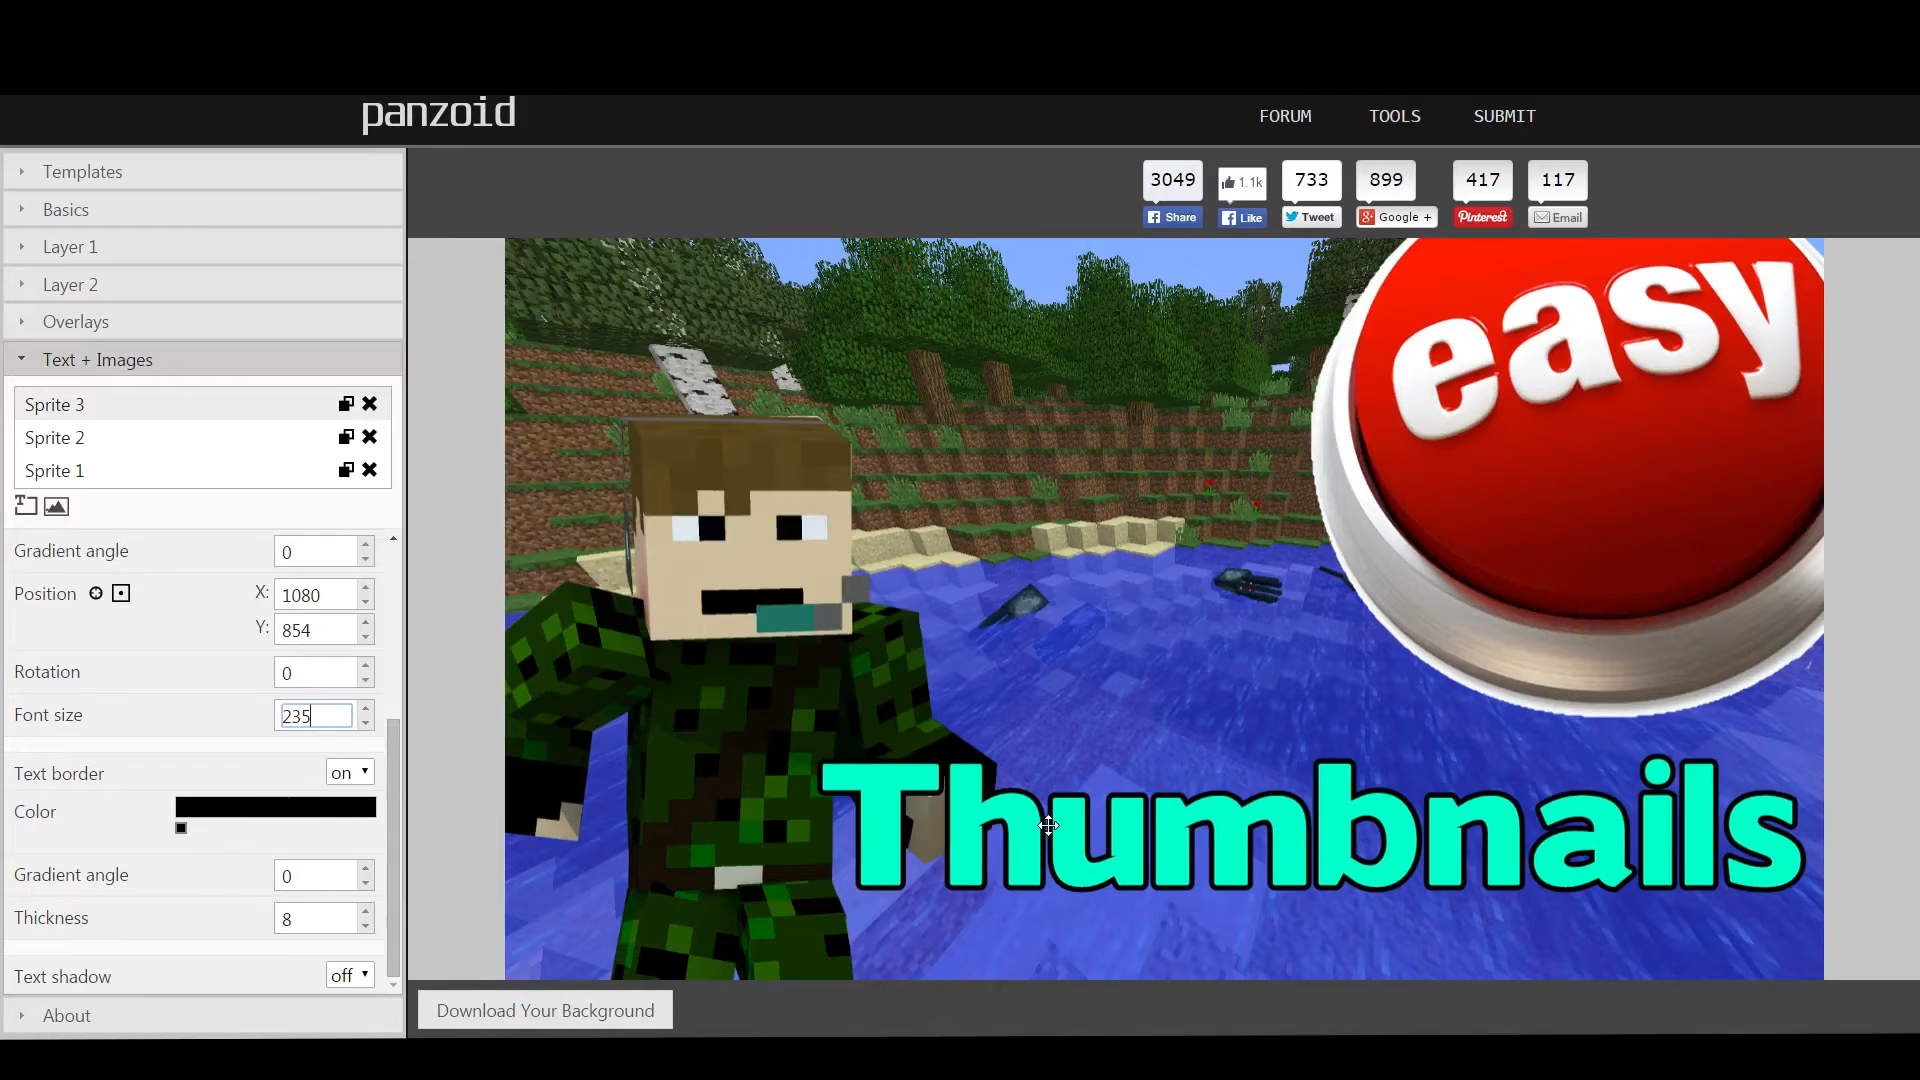 panzoid
FORUM TOOLS SUBMIT
3049 1.1k 733 899 417 117
Share Like Tweet Google + Pinterest Email
Templates
Basics
Layer 1
Layer 2
Overlays
Text + Images
Sprite 3
Sprite 2
Sprite 1
Gradient angle 0
Position X: 1080
Y: 854
Rotation 0
Font size 235
Text border on
Color
Gradient angle 0
Thickness 8
Text shadow off
About
easy
Thumbnails
Download Your Background